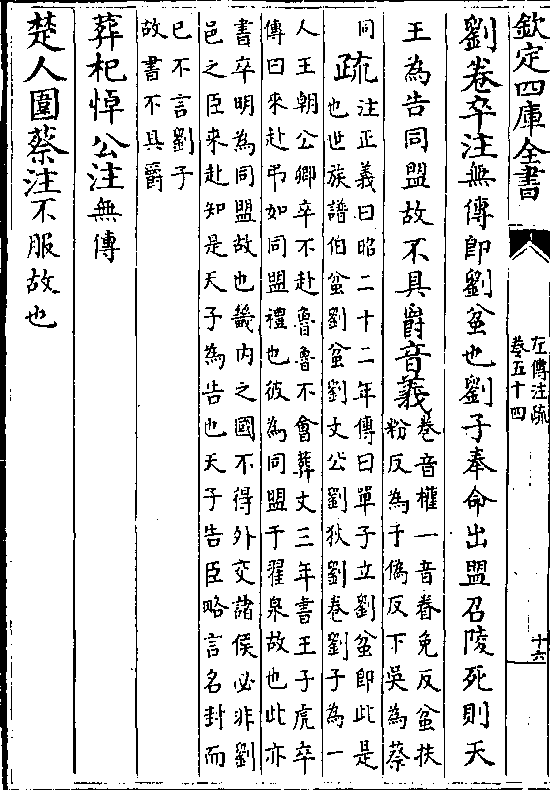 欽定四庫全書
左傳注疏
卷五十四
十六
劉卷卒注無傳即劉盆也劉子奉命出盟召陵死則天
王為告同盟故不具爵音義
卷音權一音眷免反盆扶
粉反為于偽反下吳為蔡
同
疏
注正義曰昭二十二年傳曰單子立劉盆即此是
也世族譜伯盆劉盆劉文公劉狄劉卷劉子為一
人王朝公卿卒不赴魯魯不會葬文三年書王子虎卒
傳曰來赴弔如同盟禮也彼為同盟于翟泉故也此亦
書卒明為同盟故也畿内之國不得外交諸侯必非劉
邑之臣來赴知是天子為告也天子告臣略言名封而
已不言劉子
故書不具爵
葬杞悼公注無傳
楚人圍蔡注不服故也